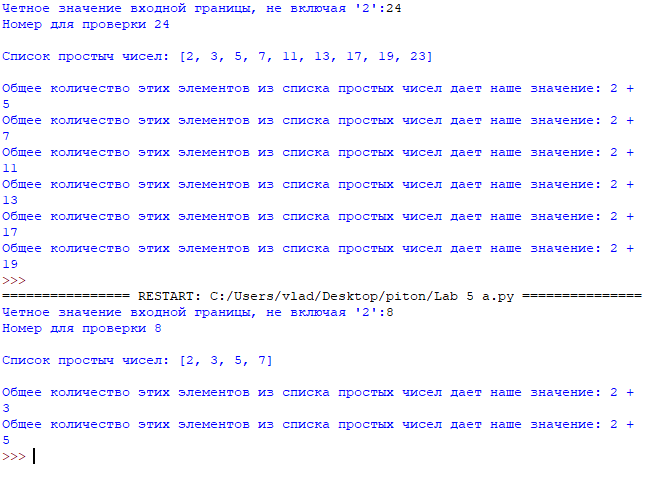 Четное значение входной границы, не включая '2':24
Номер для проверки 24
Список простыч чисел: [2, 3, 5, 7, 11, 13, 17, 19, 23]
Общее количество этих элементов из списка простых чисел дает наше значение: 2 +
5
Общее количество этих элементов из списка простых чисел дает наше значение: 2 +
7
Общее количество этих элементов из списка простых чисел дает наше значение: 2 +
11
Общее количество этих элементов из списка простых чисел дает наше значение: 2 +
13
Общее количество этих элементов из списка простых чисел дает наше значение: 2 +
17
Общее количество этих элементов из списка простых чисел дает наше значение: 2 +
19
>>>
================ RESTART: C:/Users/vlad/Desktop/piton/Lab 5 a.py ===============
Четное значение входной границы, не включая '2':8
Номер для проверки 8
Список простыч чисел: [2, 3, 5, 7]
Общее количество этих элементов из списка простых чисел дает наше значение: 2 +
3
Общее количество этих элементов из списка простых чисел дает наше значение: 2 +
5
>>>